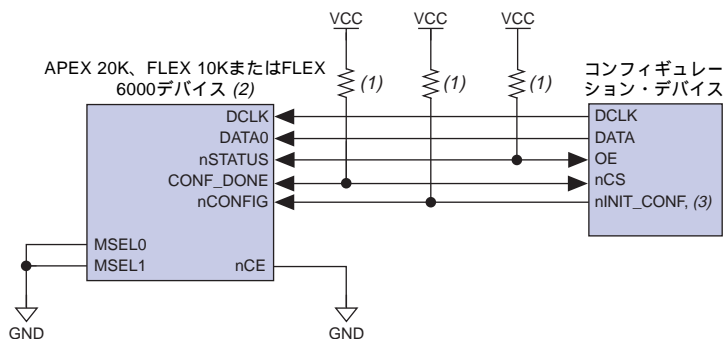 VCC VCC VCC
APEX 20K、FLEX 10KまたはFLEX
6000デバイス (2)
(1) (1) (1)
コンフィギュレー
ション・デバイス
DCLK DCLK
DATA0 DATA
nSTATUS OE
CONF_DONE nCS
nCONFIG nINIT_CONF, (3)
MSEL0
MSEL1 nCE
GND GND